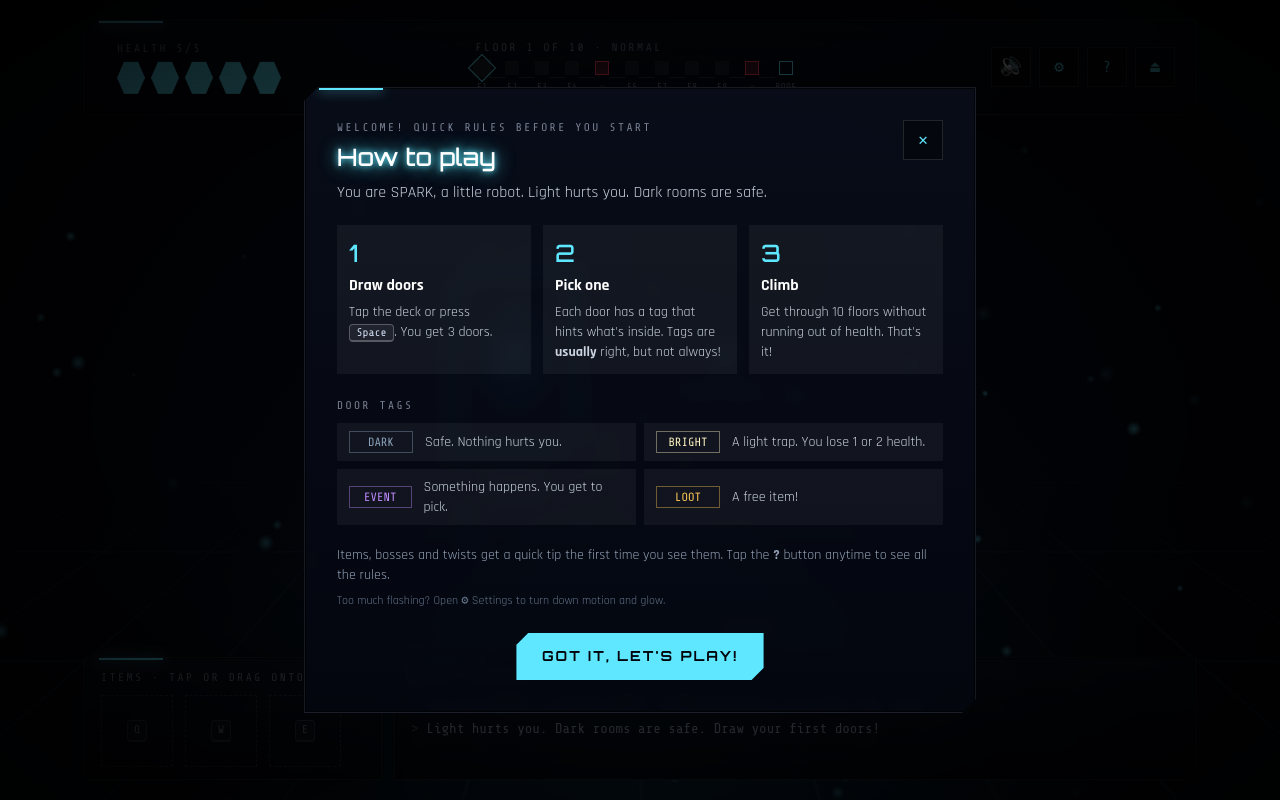 HEALTH 5/5
FLOOR 1 OF 10 · NORMAL
?
WELCOME! QUICK RULES BEFORE YOU START
×
How to play
You are SPARK, a little robot. Light hurts you. Dark rooms are safe.
1
Draw doors
Tap the deck or press
Space. You get 3 doors.
2
Pick one
Each door has a tag that
hints what's inside. Tags are
usually right, but not always!
3
Climb
Get through 10 floors without
running out of health. That's
it!
DOOR TAGS
DARK Safe. Nothing hurts you.
BRIGHT A light trap. You lose 1 or 2 health.
EVENT Something happens. You get to
pick.
LOOT A free item!
Items, bosses and twists get a quick tip the first time you see them. Tap the ? button anytime to see all
the rules.
Too much flashing? Open ⚙ Settings to turn down motion and glow.
GOT IT, LET'S PLAY!
ITEMS · TAP OR DRAG ONTO
Q W E
> Light hurts you. Dark rooms are safe. Draw your first doors!